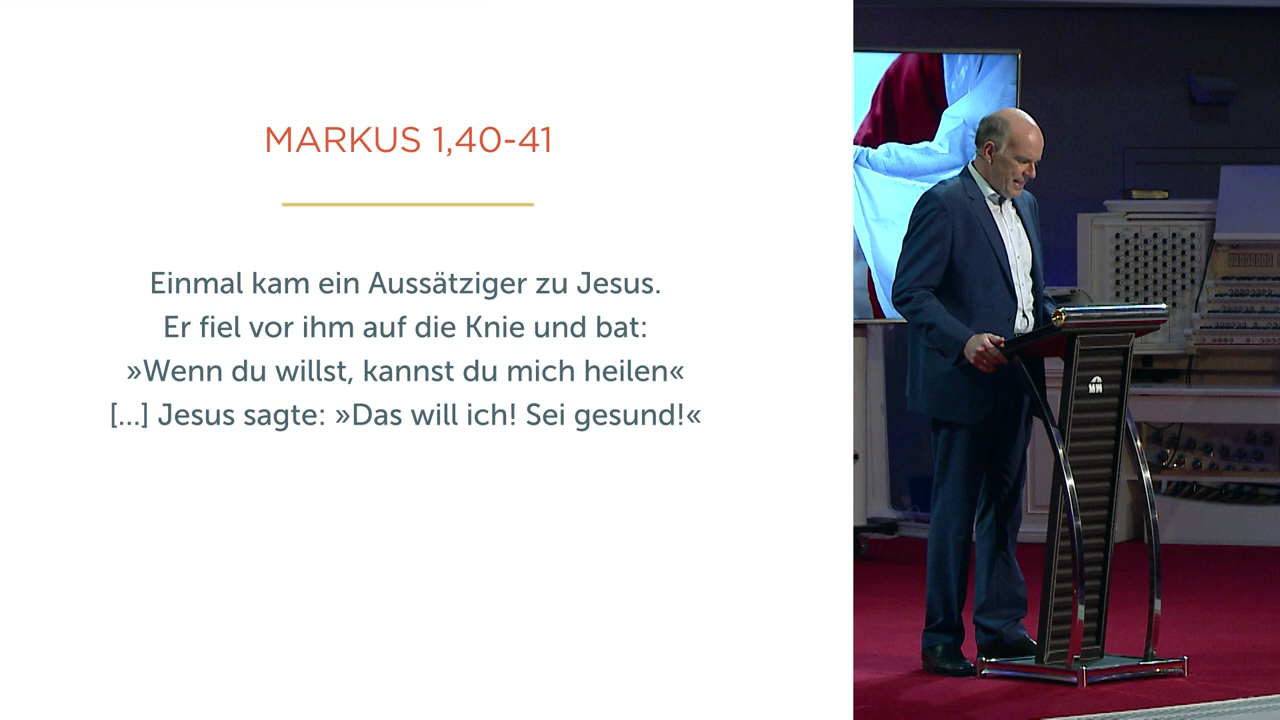 MARKUS 1,40-41
Einmal kam ein Aussätziger zu Jesus.
Er fiel vor ihm auf die Knie und bat:
»Wenn du willst, kannst du mich heilen«
[...] Jesus sagte: »Das will ich! Sei gesund!«